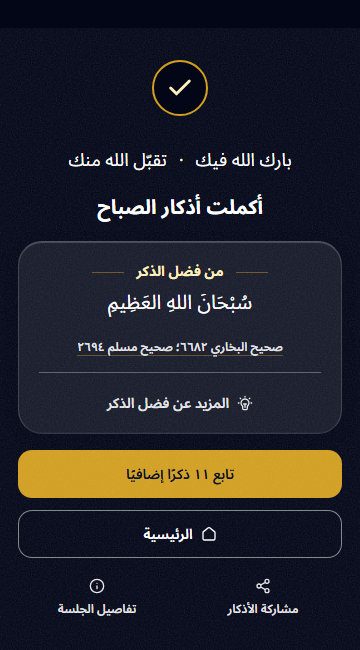 بارك الله فيك · تقبّل الله منك
أكملت أذكار الصباح
من فضل الذكر
سُبْحَانَ اللهِ العَظِيمِ
صحيح البخاري ٦٦٨٢؛ صحيح مسلم ٢٦٩٤
المزيد عن فضل الذكر
تابع ١١ ذكرًا إضافيًا
الرئيسية
مشاركة الأذكار
تفاصيل الجلسة